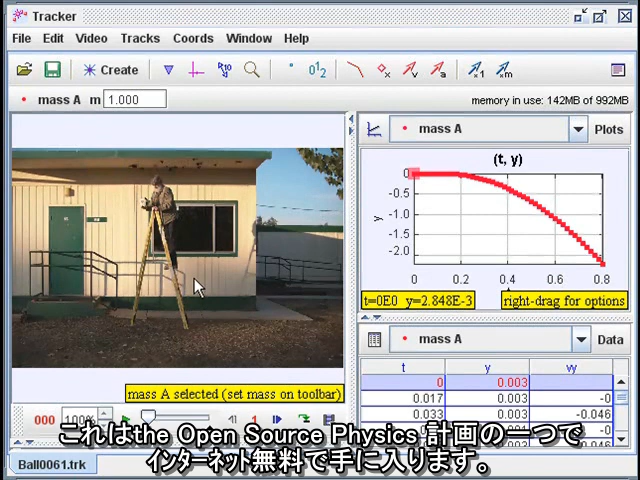 Tracker
File Edit Video Tracks Coords Window Help
Create
mass A m 1.000
memory in use: 142MB of 992MB
mass A Plots
(t, y)
0
-0.5
-1.0
-1.5
-2.0
y
0 0.2 0.4 0.6 0.8
t=0E0 y=2.848E-3 right-drag for options
mass A Data
t y vy
0 0.003
0.017 0.003 -0
0.033 0.003 -0.046
mass A selected (set mass on toolbar)
000 100% 1
これはthe Open Source Physics 計画の一つで
インターネット無料で手に入ります。
Ball0061.trk